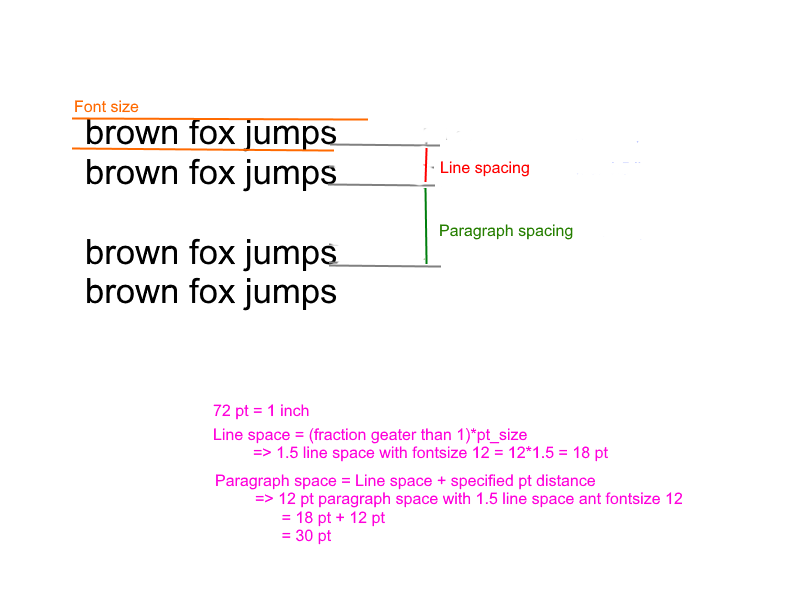 Font size
brown fox jumps
brown fox jumps
Line spacing
Paragraph spacing
brown fox jumps
brown fox jumps
72 pt = 1 inch
Line space = (fraction geater than 1)*pt_size
=> 1.5 line space with fontsize 12 = 12*1.5 = 18 pt
Paragraph space = Line space + specified pt distance
=> 12 pt paragraph space with 1.5 line space ant fontsize 12
= 18 pt + 12 pt
= 30 pt